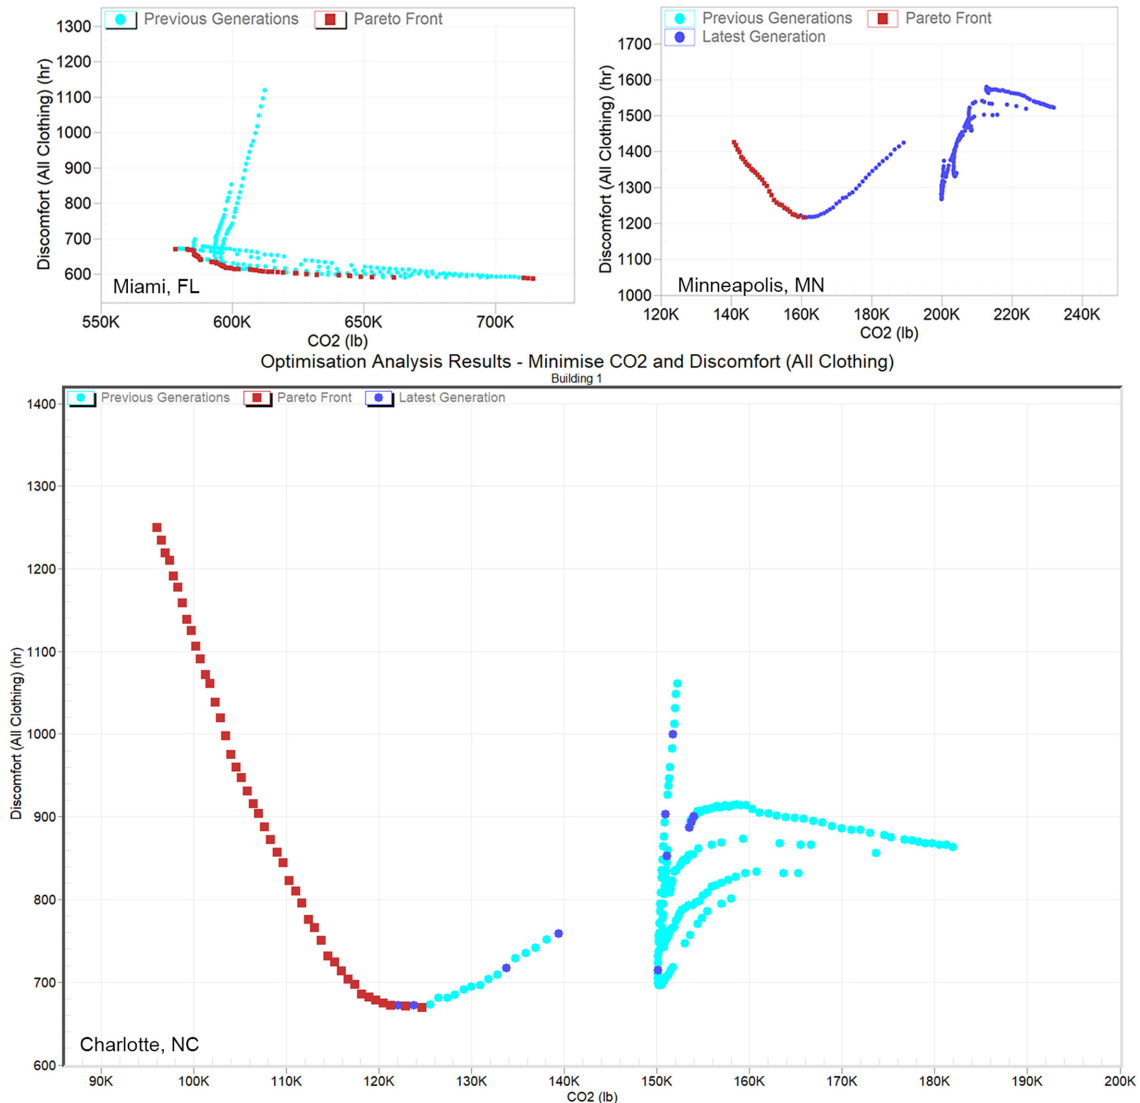 Previous Generations Pareto Front
Discomfort (All Clothing) (hr)
1300
1200
1100
1000
900
800
700
600
Miami, FL
550K 600K 650K 700K
CO2 (lb)
Previous Generations Pareto Front
Latest Generation
Discomfort (All Clothing) (hr)
1700
1600
1500
1400
1300
1200
1100
1000
Minneapolis, MN
120K 140K 160K 180K 200K 220K 240K
CO2 (lb)
Optimisation Analysis Results - Minimise CO2 and Discomfort (All Clothing)
Building 1
Previous Generations Pareto Front Latest Generation
Discomfort (All Clothing) (hr)
1400
1300
1200
1100
1000
900
800
700
600
Charlotte, NC
90K 100K 110K 120K 130K 140K 150K 160K 170K 180K 190K 200K
CO2 (lb)